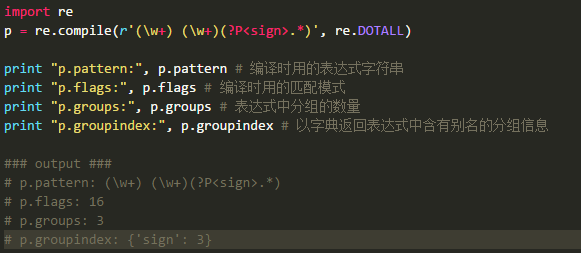 import re
p = re.compile(r'(\w+) (\w+)(?P<sign>.*)', re.DOTALL)
print "p.pattern:", p.pattern # 编译时用的表达式字符串
print "p.flags:", p.flags # 编译时用的匹配模式
print "p.groups:", p.groups # 表达式中分组的数量
print "p.groupindex:", p.groupindex # 以字典返回表达式中含有别名的分组信息
### output ###
# p.pattern: (\w+) (\w+)(?P<sign>.*)
# p.flags: 16
# p.groups: 3
# p.groupindex: {'sign': 3}